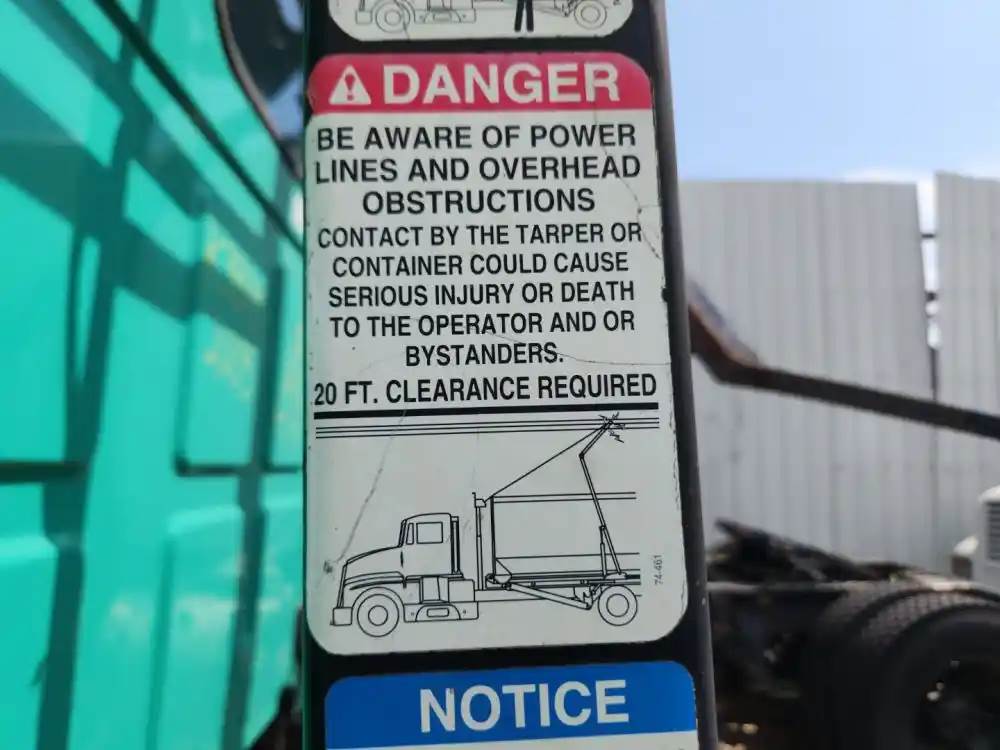 DANGER
BE AWARE OF POWER
LINES AND OVERHEAD
OBSTRUCTIONS
CONTACT BY THE TARPER OR
CONTAINER COULD CAUSE
SERIOUS INJURY OR DEATH
TO THE OPERATOR AND OR
BYSTANDERS.
20 FT. CLEARANCE REQUIRED
74-461
NOTICE